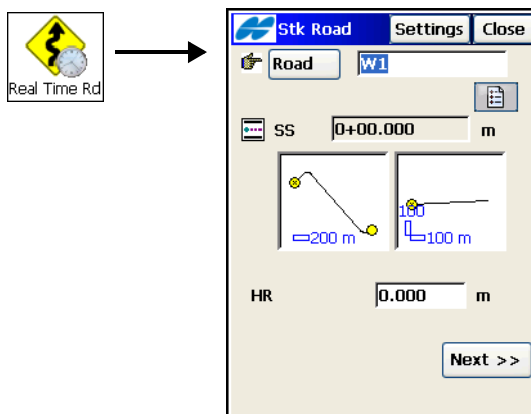 Real Time Rd
Stk Road Settings Close
Road W1
SS 0+00.000 m
200 m
100
100 m
HR 0.000 m
Next >>